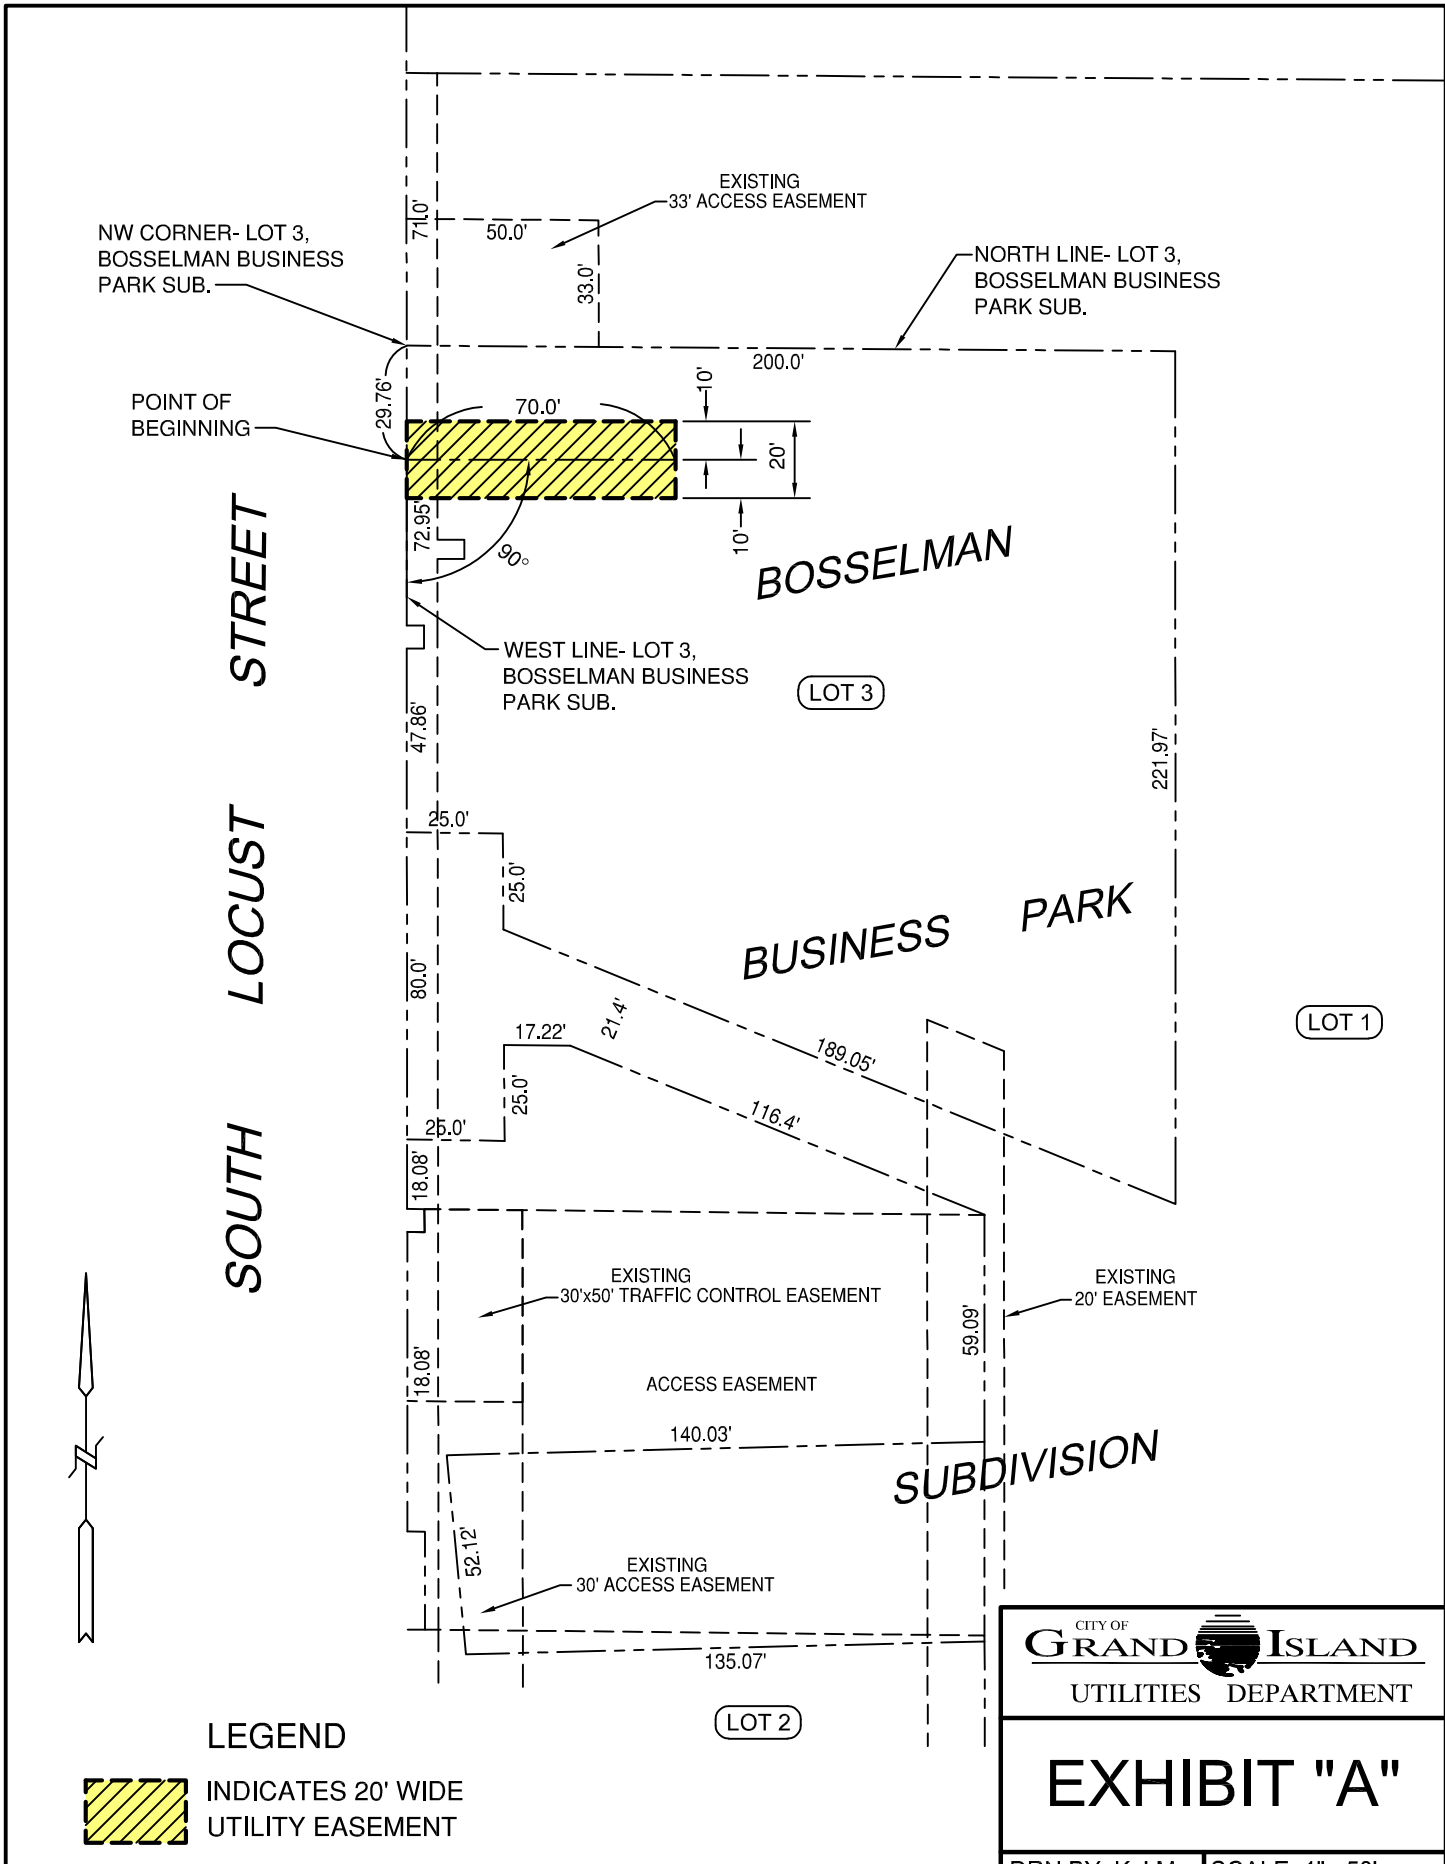 EXISTING
33' ACCESS EASEMENT
71.0'
50.0'
33.0'
NW CORNER- LOT 3,
BOSSELMAN BUSINESS
PARK SUB.
NORTH LINE- LOT 3,
BOSSELMAN BUSINESS
PARK SUB.
200.0'
29.76'
10'
POINT OF
BEGINNING
70.0'
20'
72.95'
10'
90°
BOSSELMAN
WEST LINE- LOT 3,
BOSSELMAN BUSINESS
PARK SUB.
LOT 3
47.86'
221.97'
SOUTH LOCUST STREET
25.0'
25.0'
BUSINESS PARK
80.0'
21.4'
17.22'
189.05'
LOT 1
25.0'
116.4'
25.0'
18.08'
EXISTING
30'x50' TRAFFIC CONTROL EASEMENT
EXISTING
20' EASEMENT
59.09'
18.08'
ACCESS EASEMENT
140.03'
SUBDIVISION
52.12'
EXISTING
30' ACCESS EASEMENT
135.07'
LOT 2
LEGEND
INDICATES 20' WIDE
UTILITY EASEMENT
CITY OF
GRAND ISLAND
UTILITIES DEPARTMENT
EXHIBIT "A"